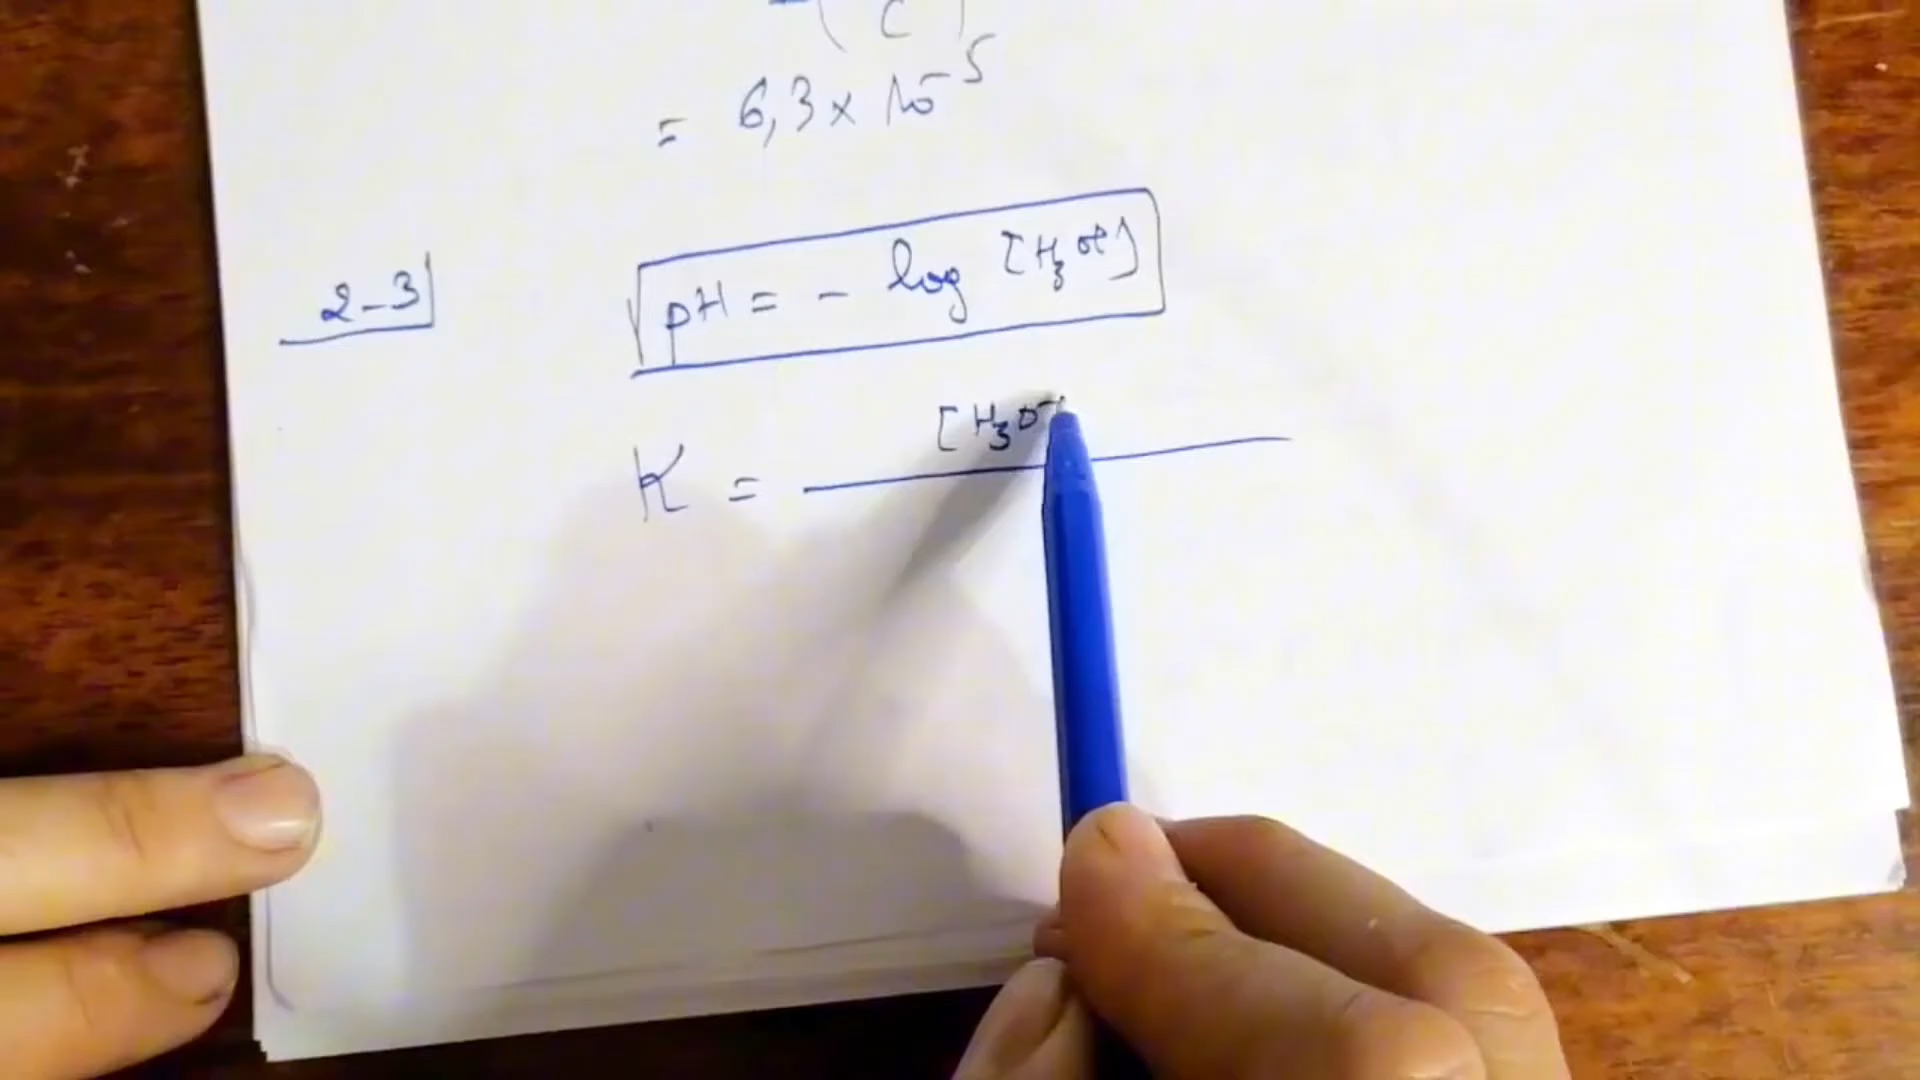 ( C )
= 6,3 × 10⁻⁵
2-3 pH = - log [H₃O⁺]
[H₃O⁺
K =